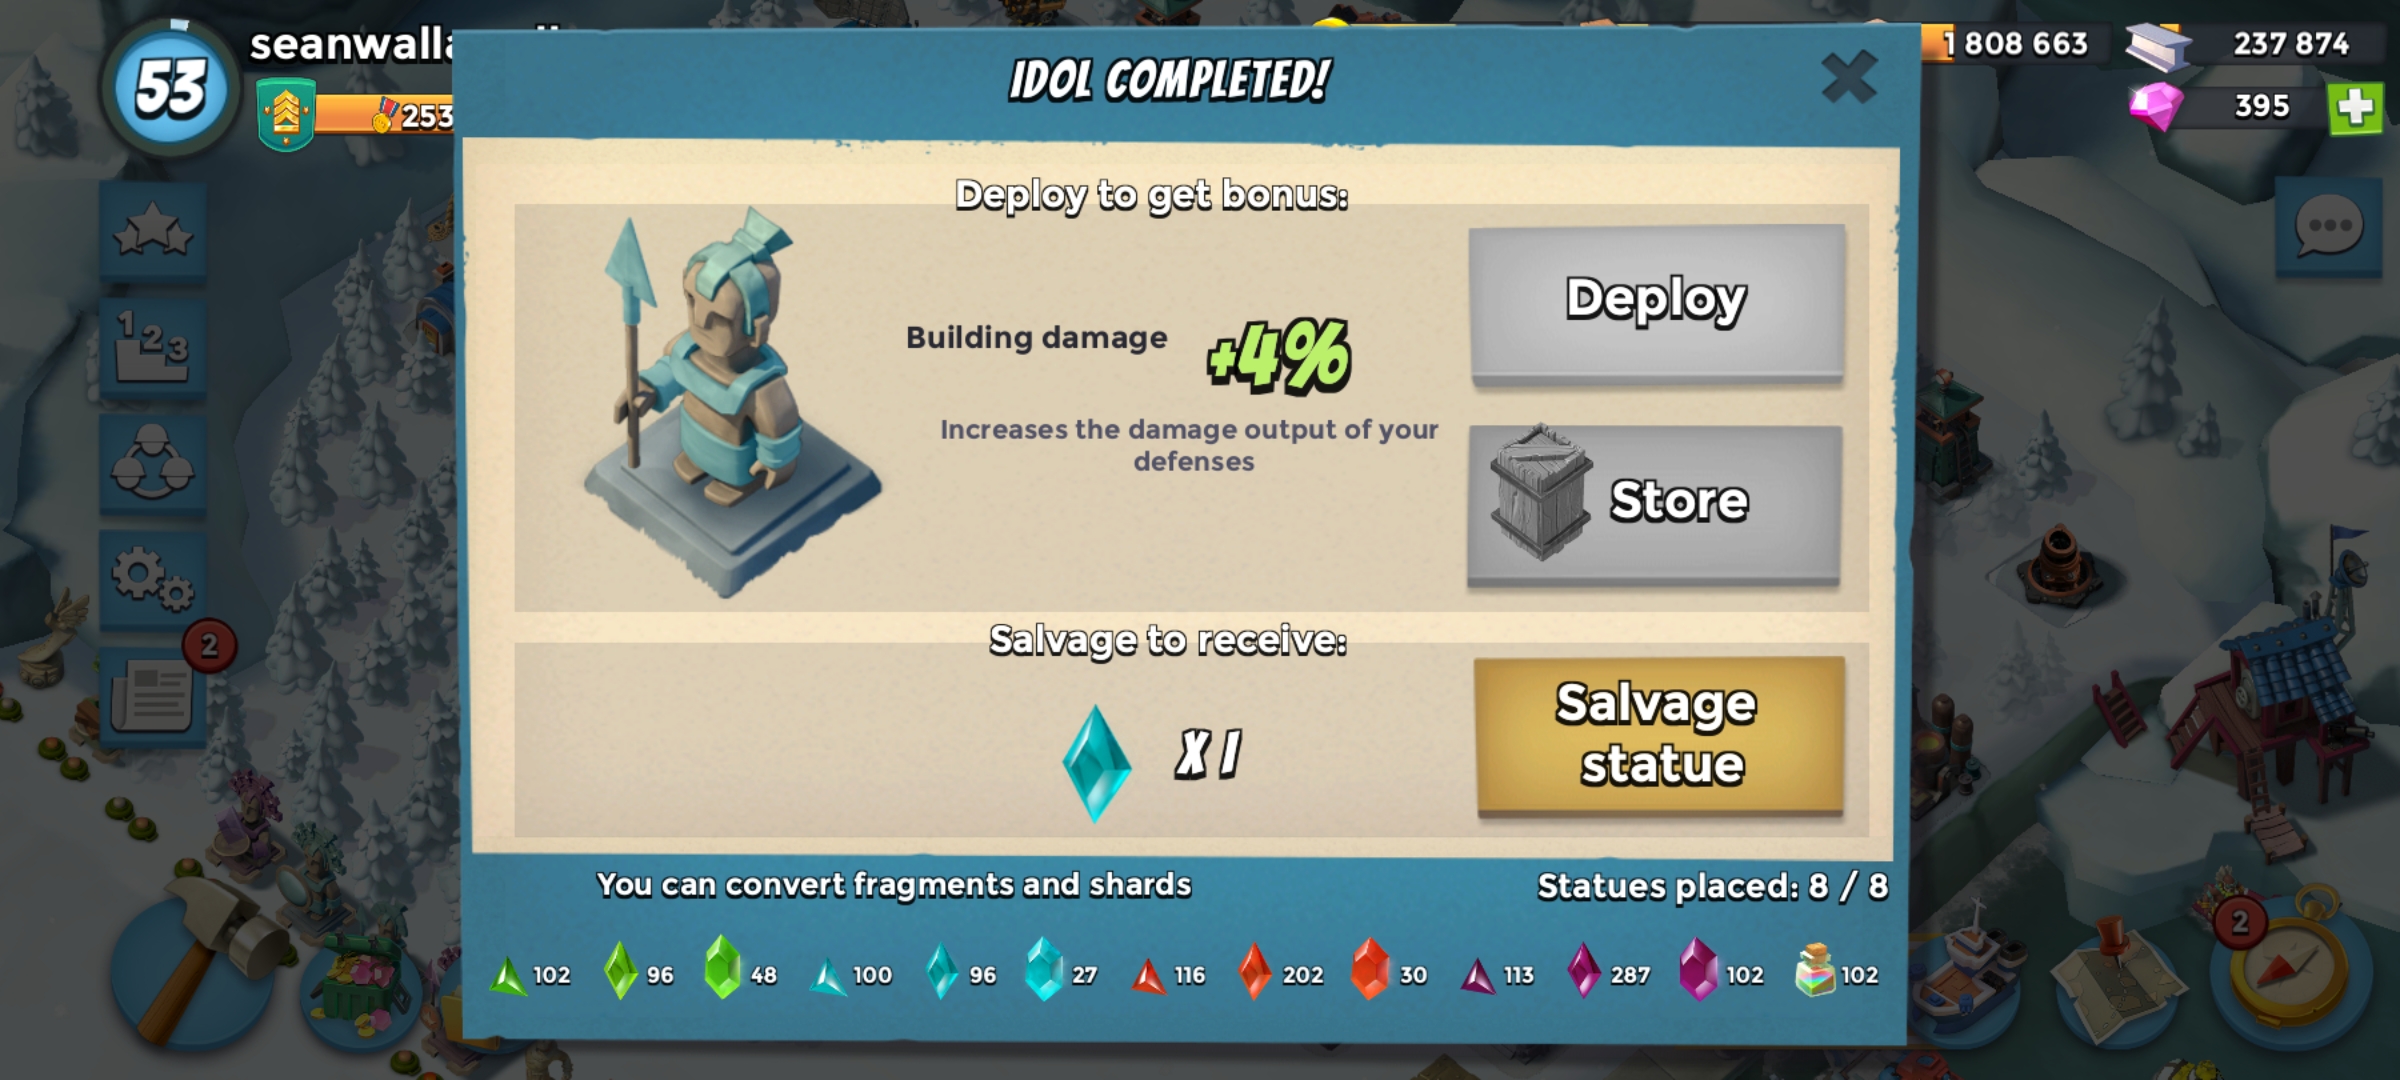 53
253
IDOL COMPLETED!
1 808 663
237 874
395
Deploy to get bonus:
Building damage +4%
Increases the damage output of your
defenses
Deploy
Store
1 2 3
2
Salvage to receive:
X 1
Salvage
statue
You can convert fragments and shards
Statues placed: 8 / 8
102 96 48 100 96 27 116 202 30 113 287 102 102
2